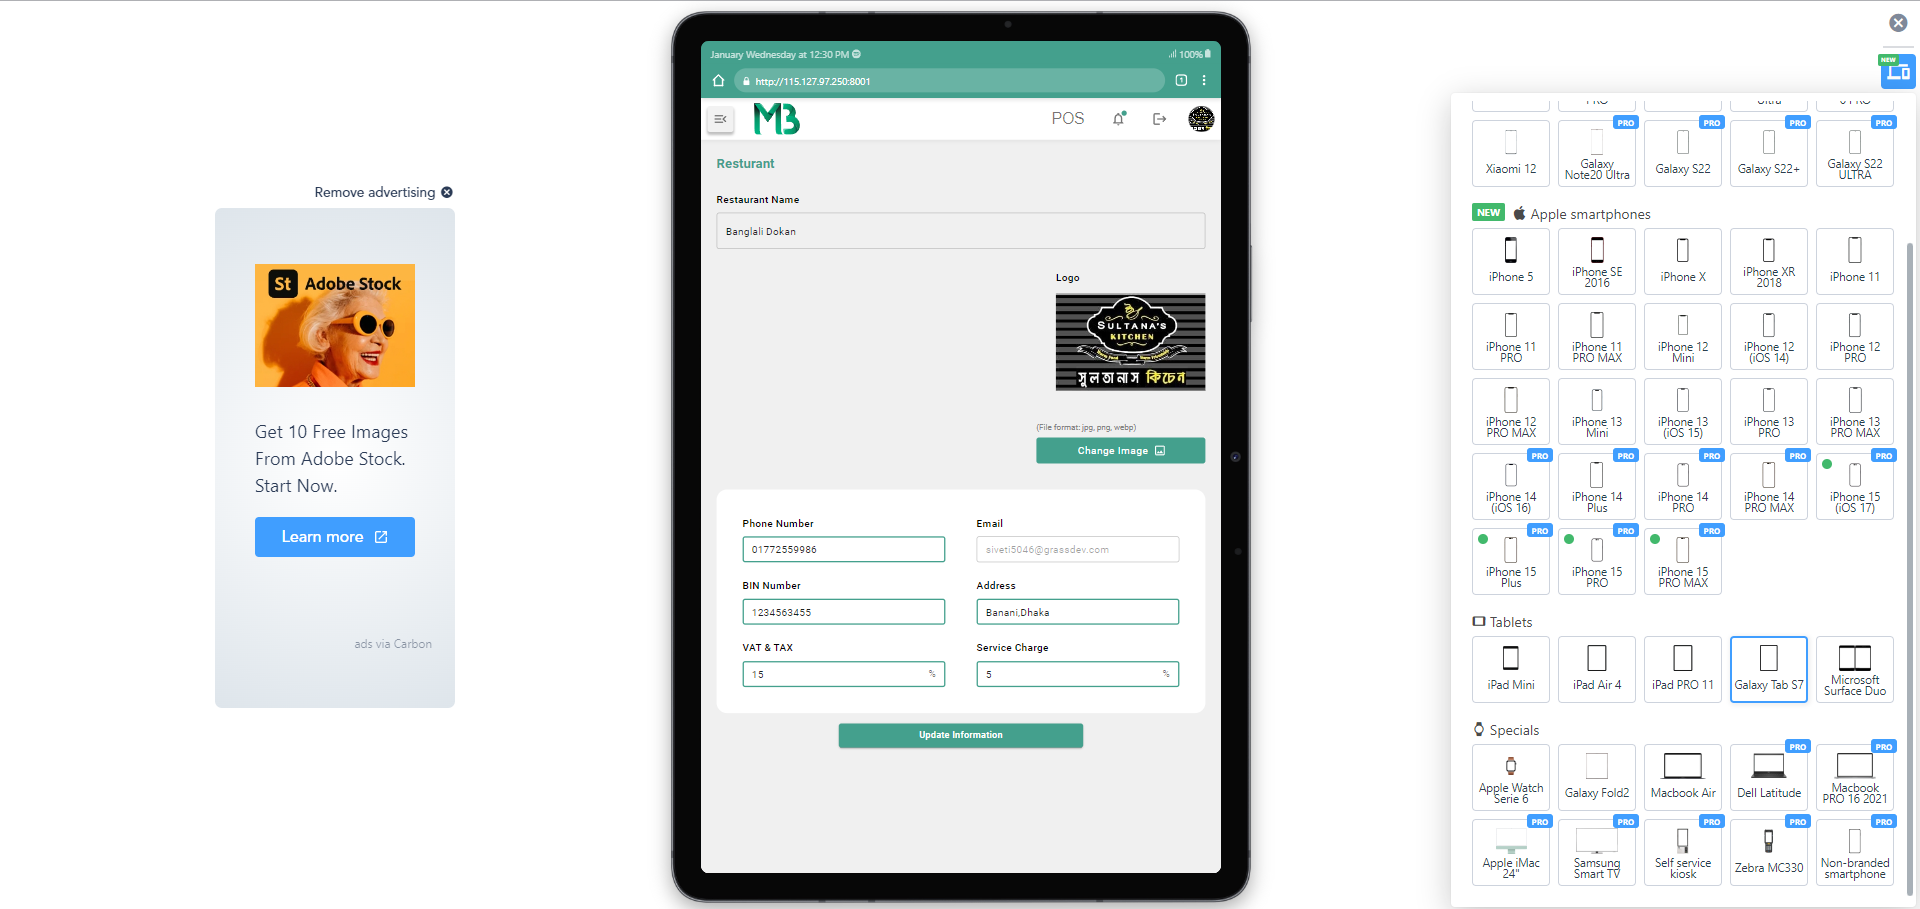 Remove advertising
St Adobe Stock
Get 10 Free Images
From Adobe Stock.
Start Now.
Learn more
ads via Carbon
January Wednesday at 12:30 PM
100%
http://115.127.97.250:8001
1
MB
POS
Resturant
Restaurant Name
Banglali Dokan
Logo
SULTANA'S
KITCHEN
সুলতানাস কিচেন
(File format: jpg, png, webp)
Change Image
Phone Number
Email
01772559986
siveti5046@grassdev.com
BIN Number
Address
1234563455
Banani,Dhaka
VAT & TAX
Service Charge
15 %
5 %
Update Information
NEW
PRO
Ultra
PRO
PRO
PRO
PRO
Xiaomi 12
Galaxy
Note20 Ultra
Galaxy S22
Galaxy S22+
Galaxy S22
ULTRA
NEW Apple smartphones
iPhone 5
iPhone SE
2016
iPhone X
iPhone XR
2018
iPhone 11
iPhone 11
PRO
iPhone 11
PRO MAX
iPhone 12
Mini
iPhone 12
(iOS 14)
iPhone 12
PRO
iPhone 12
PRO MAX
iPhone 13
Mini
iPhone 13
(iOS 15)
iPhone 13
PRO
iPhone 13
PRO MAX
PRO
PRO
PRO
PRO
PRO
iPhone 14
(iOS 16)
iPhone 14
Plus
iPhone 14
PRO
iPhone 14
PRO MAX
iPhone 15
(iOS 17)
PRO
PRO
PRO
iPhone 15
Plus
iPhone 15
PRO
iPhone 15
PRO MAX
Tablets
iPad Mini
iPad Air 4
iPad PRO 11
Galaxy Tab S7
Microsoft
Surface Duo
Specials
PRO
PRO
Apple Watch
Serie 6
Galaxy Fold2
Macbook Air
Dell Latitude
Macbook
PRO 16 2021
PRO
PRO
PRO
PRO
PRO
Apple iMac
24"
Samsung
Smart TV
Self service
kiosk
Zebra MC330
Non-branded
smartphone